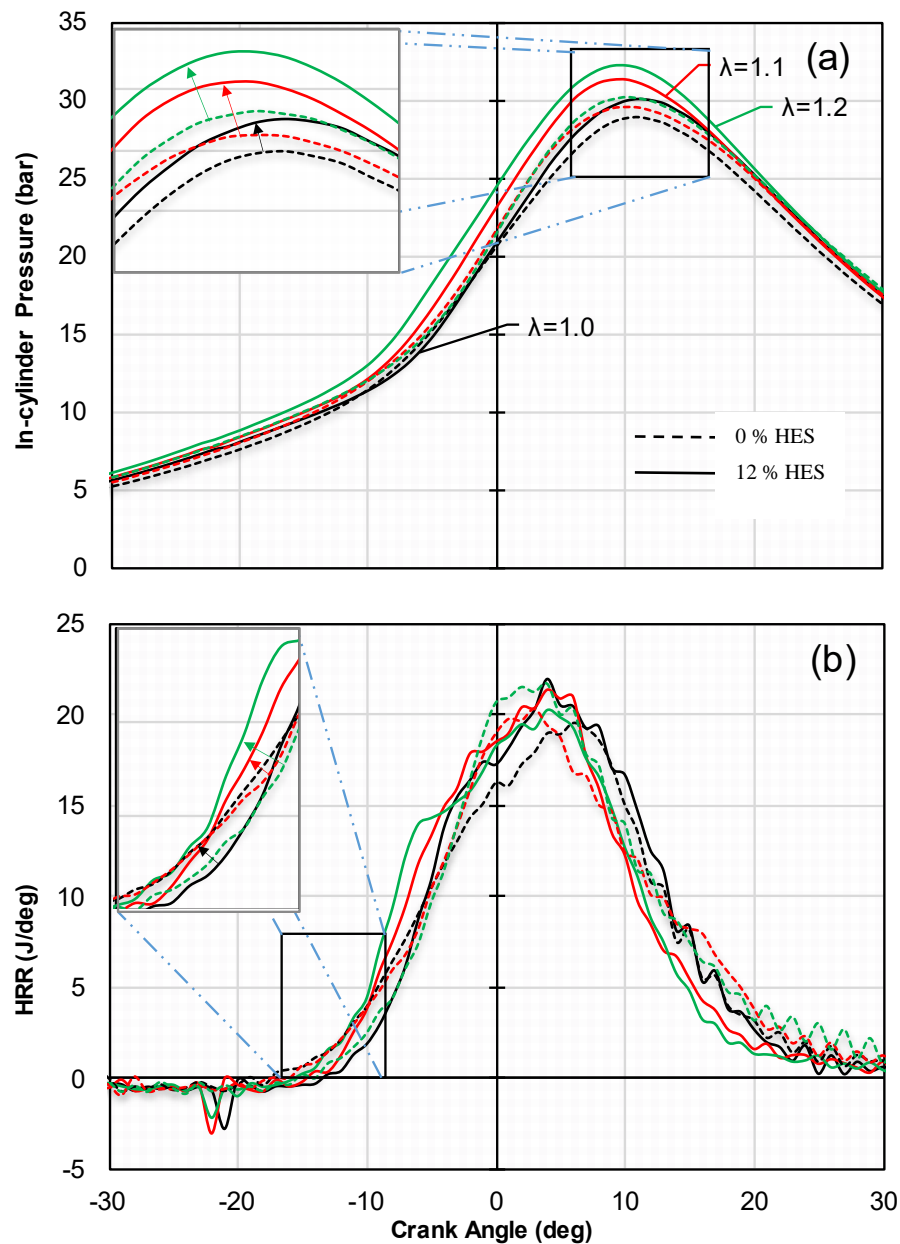 35
30
25
20
15
10
5
0
In-cylinder Pressure (bar)
(a)
λ=1.1
λ=1.2
λ=1.0
0 % HES
12 % HES
25
20
15
10
5
0
-5
HRR (J/deg)
(b)
-30 -20 -10 0 10 20 30
Crank Angle (deg)